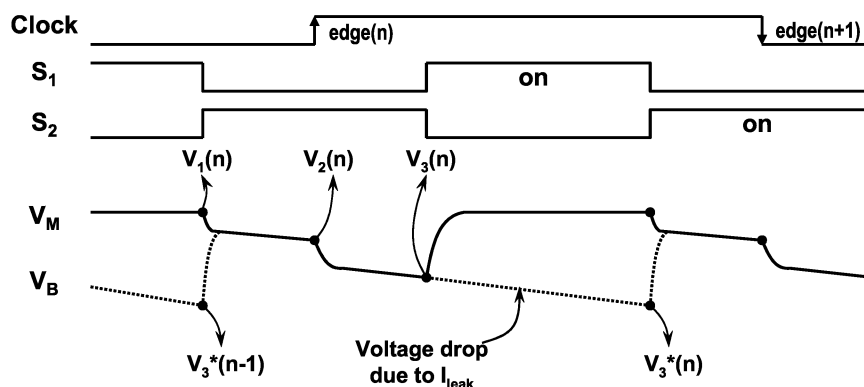 Clock
edge(n)
edge(n+1)
S1
on
S2
on
V1(n)
V2(n)
V3(n)
VM
VB
V3*(n-1)
Voltage drop
due to Ileak
V3*(n)